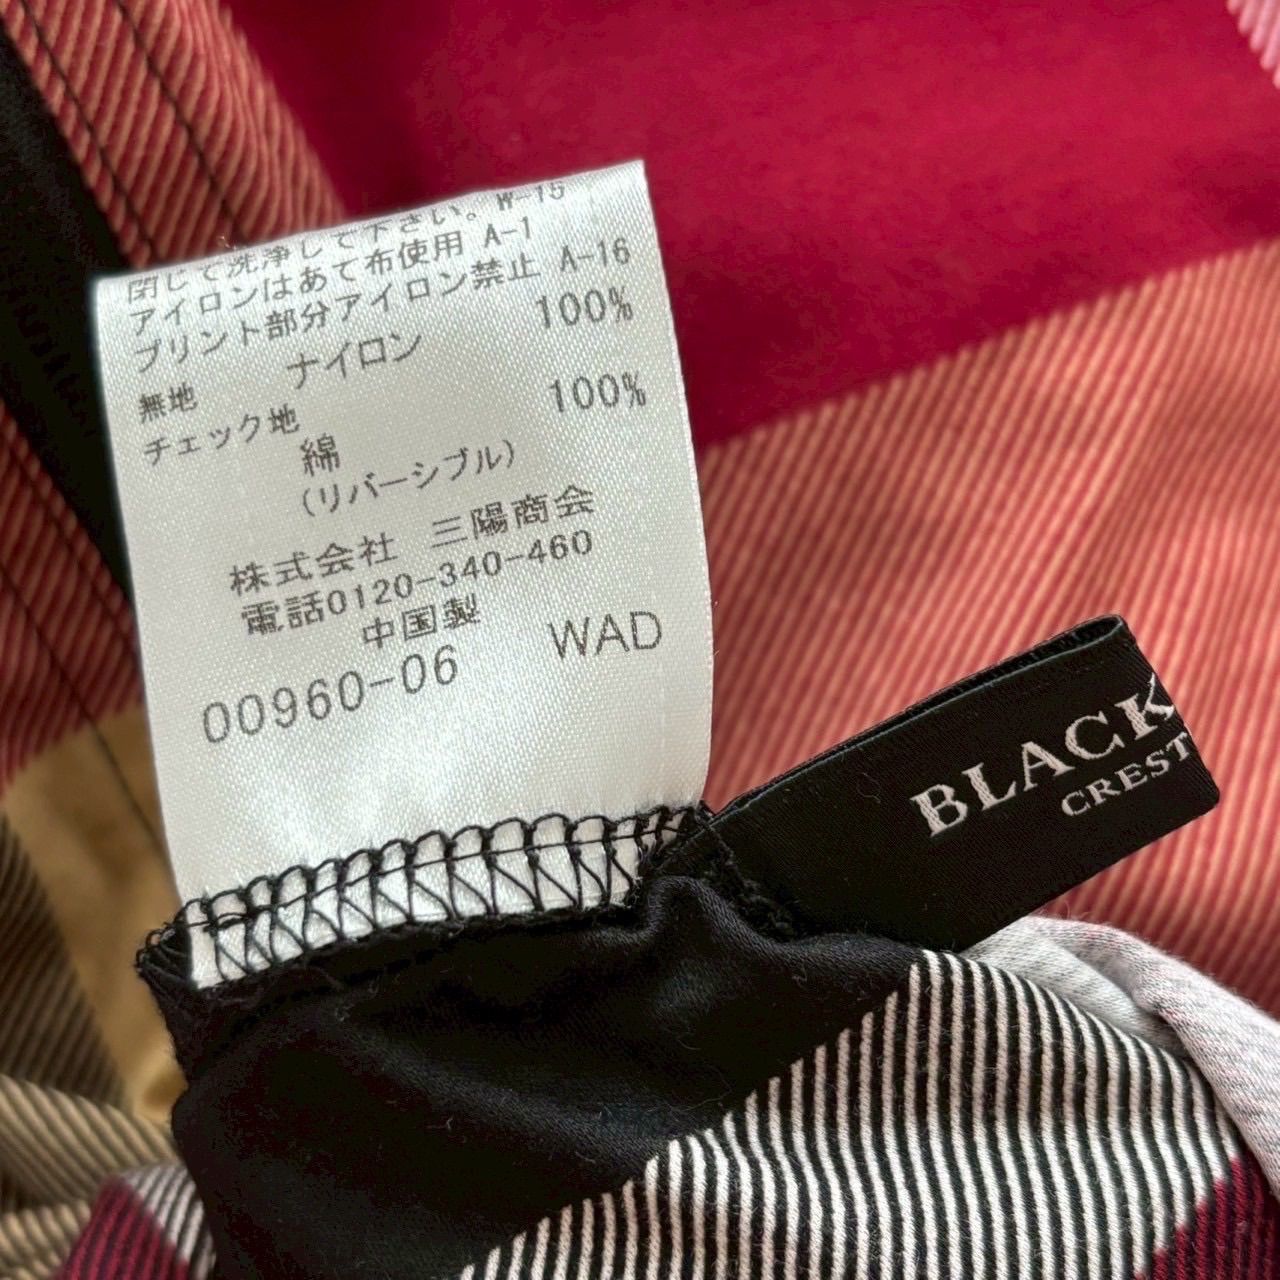 閉じて洗浄して下さい。W-15
アイロンはあて布使用 A-1
プリント部分アイロン禁止 A-16
無地 ナイロン 100%
チェック地
綿 100%
(リバーシブル)
株式会社 三陽商会
電話0120-340-460
中国製
00960-06 WAD
BLACK
CREST